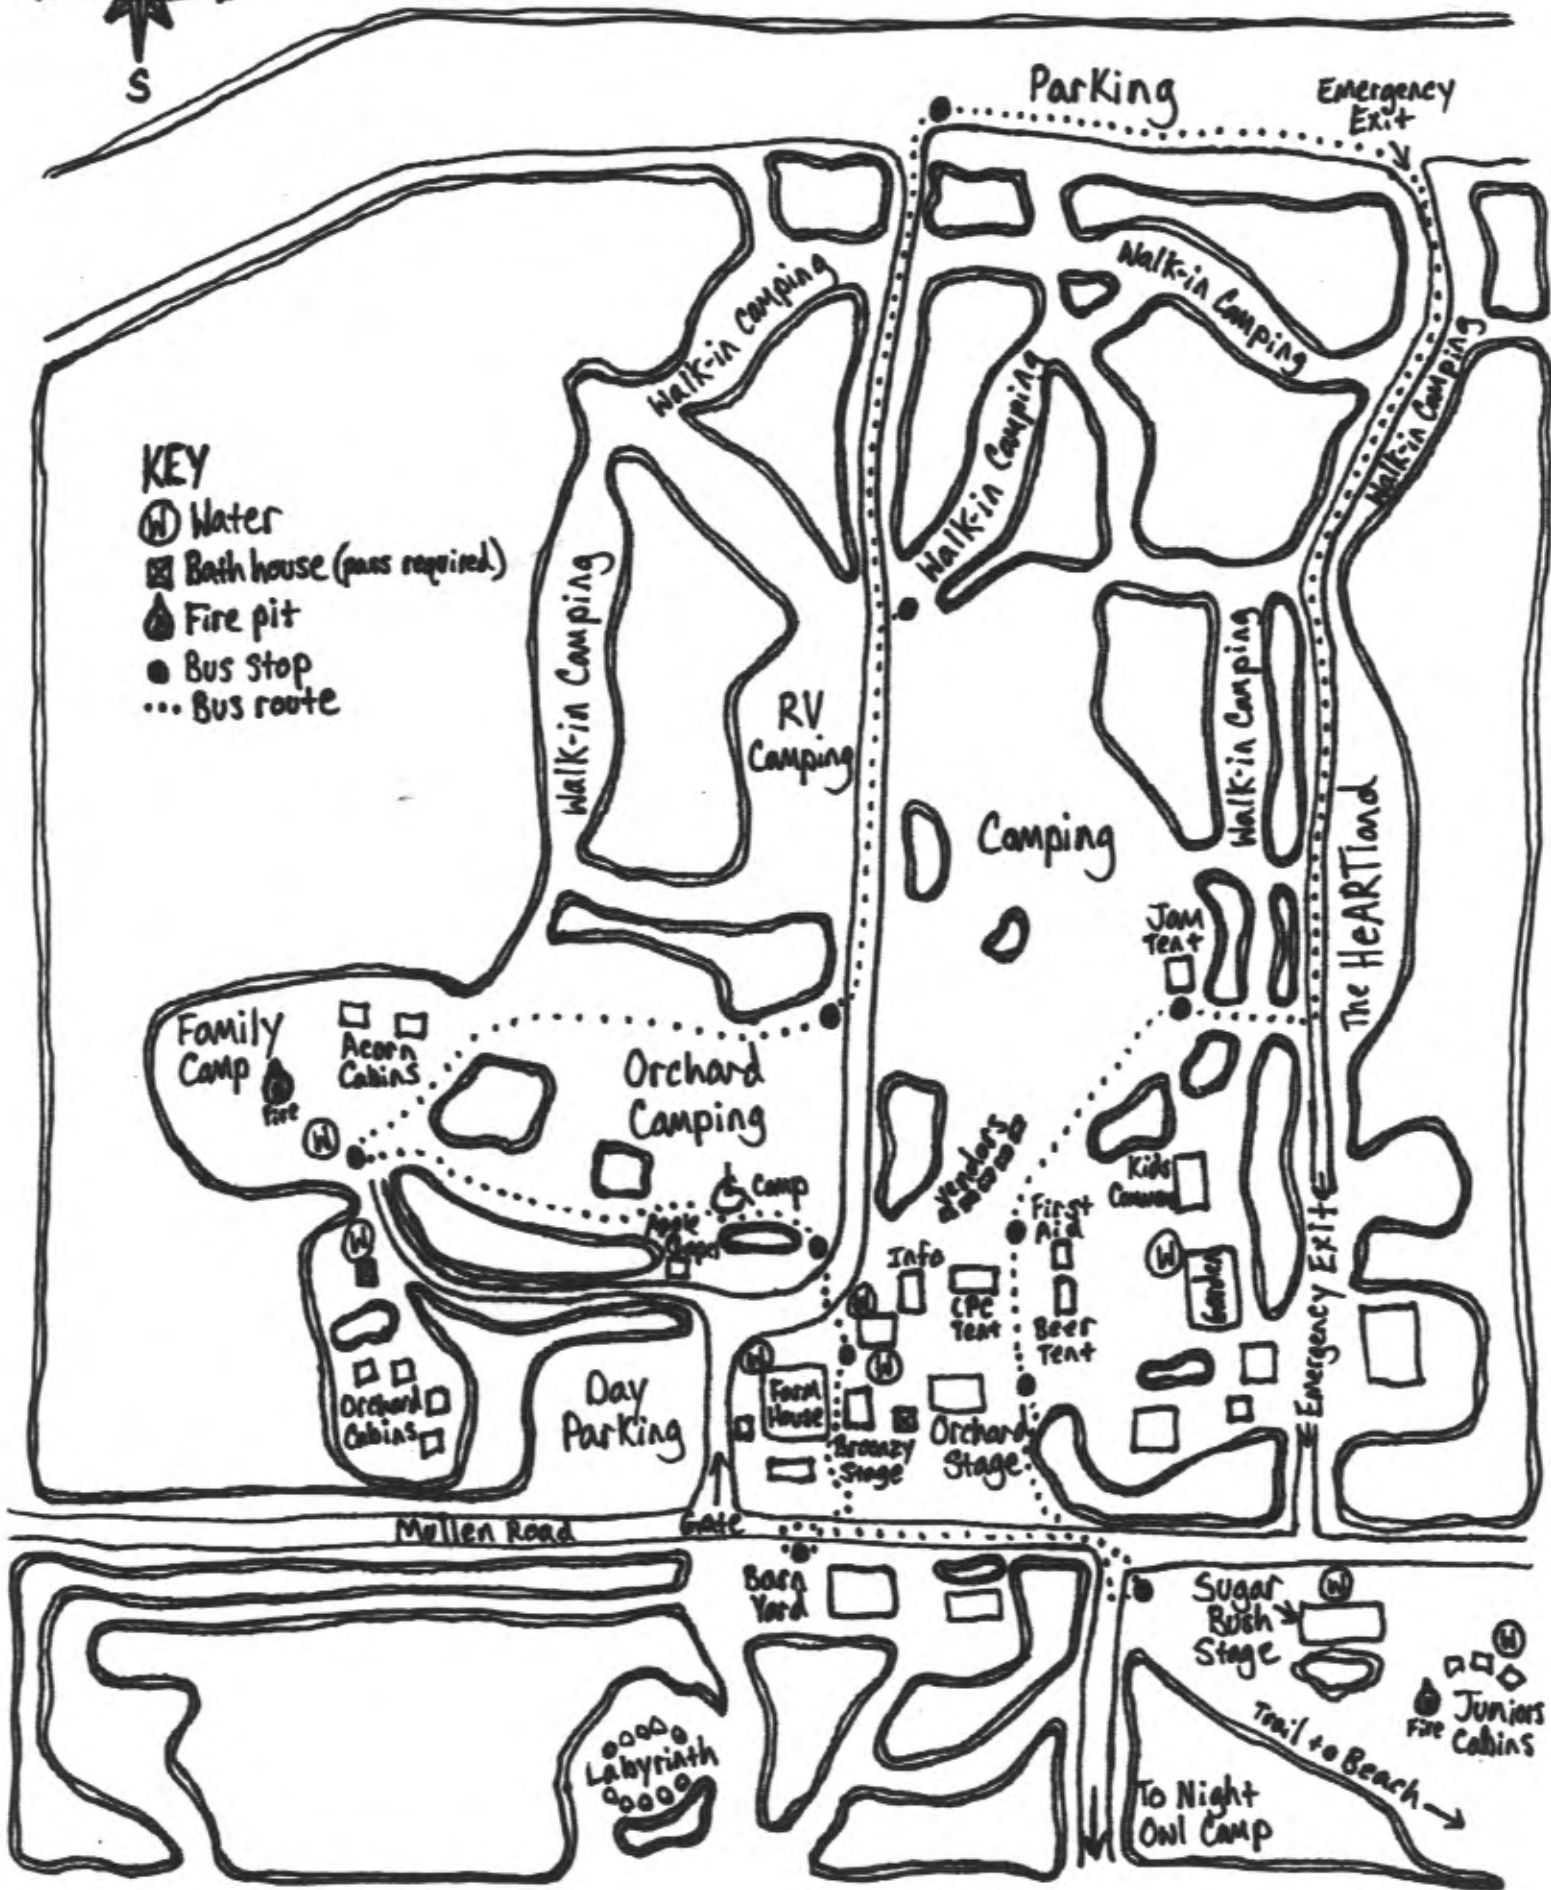 S
Parking
Emergency
Exit
Walk-in Camping
Walk-in Camping
Walk-in Camping
Walk-in Camping
KEY
W Water
Bath house (pass required)
Fire pit
Bus Stop
... Bus route
Walk-in Camping
RV
Camping
Walk-in Camping
Camping
The HeARTland
Jam
Tent
Family
Camp
Fire
Acorn
Cabins
W
Orchard
Camping
Camp
Apple
Vendors
Kids
First
Aid
W
Info
CPC
Tent
W
Garden
Beer
Tent
W
Emergency Exit
W
W
Farm
House
Day
Parking
Orchard
Cabins
Breezy
Stage
Orchard
Stage
Mullen Road
Gate
Barn
Yard
Sugar
Bush
Stage
W
W
Fire
Juniors
Cabins
Labyrinth
Trail to Beach
To Night
Owl Camp